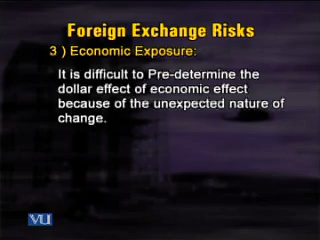 Foreign Exchange Risks
3 ) Economic Exposure:
It is difficult to Pre-determine the
dollar effect of economic effect
because of the unexpected nature of
change.
VU